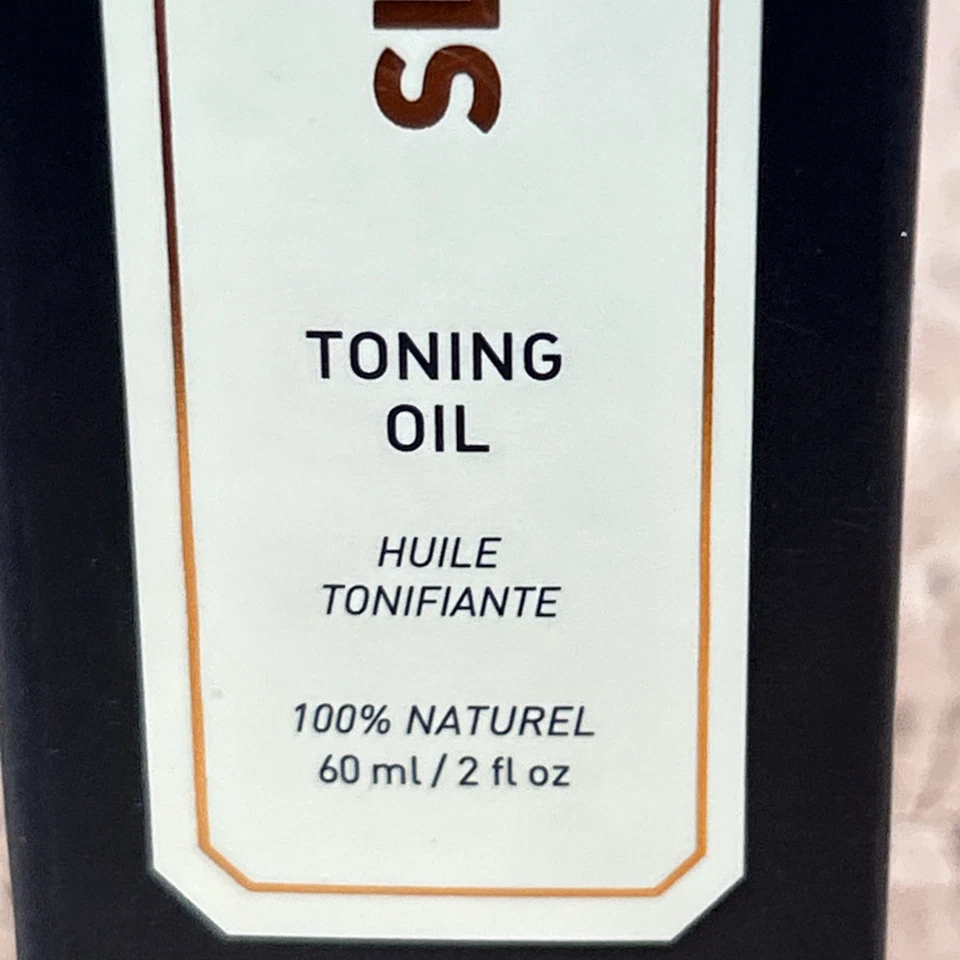 TONING
OIL
HUILE
TONIFIANTE
100% NATUREL
60 ml / 2 fl oz